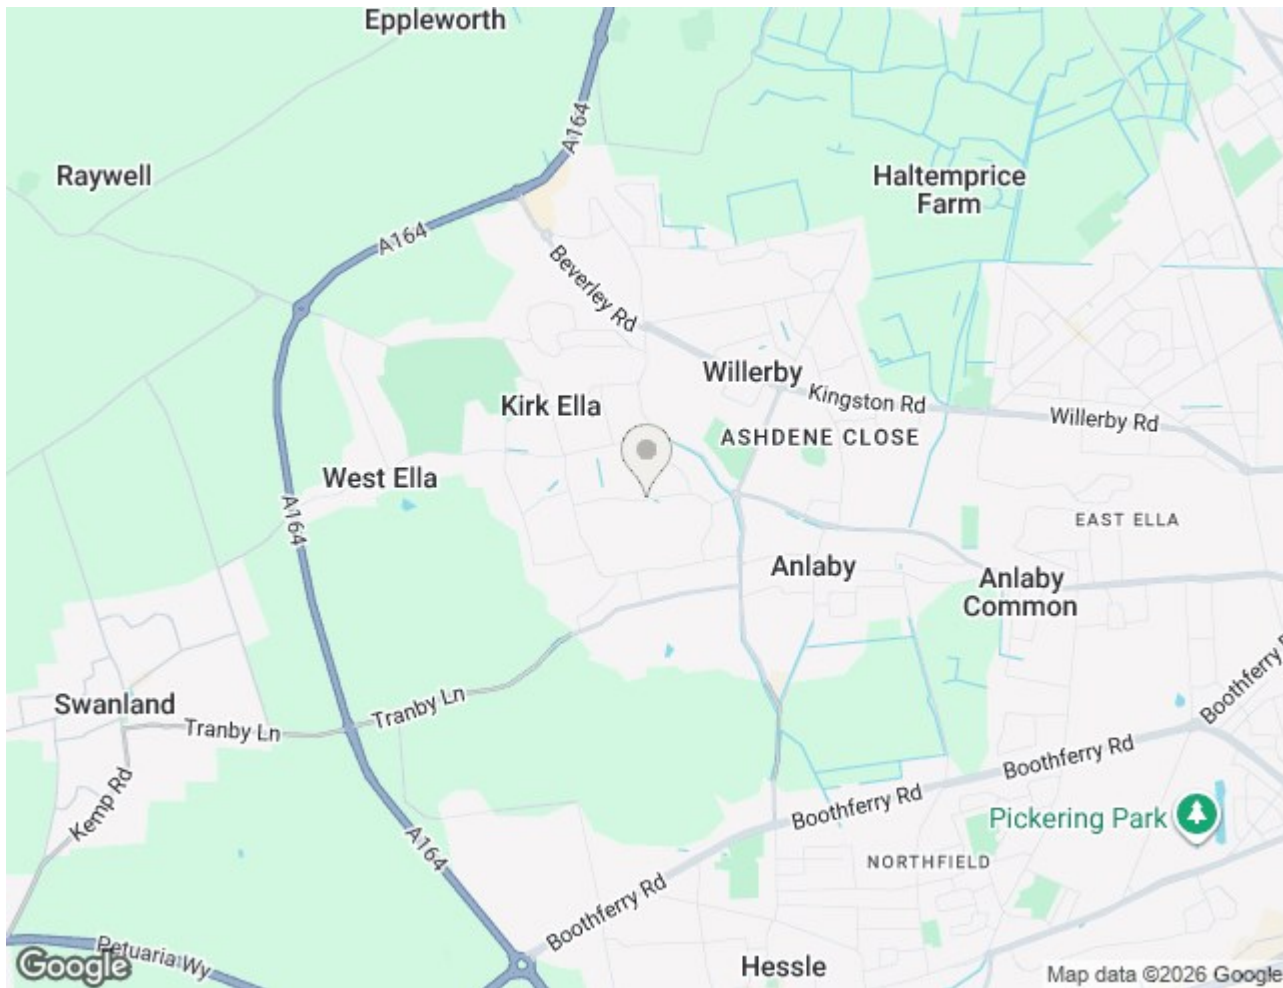 Eppleworth
A164
Raywell
Haltemprice
Farm
A164
Beverley Rd
Willerby
Kingston Rd
Willerby Rd
Kirk Ella
ASHDENE CLOSE
West Ella
A164
EAST ELLA
Anlaby
Anlaby
Common
Swanland
Tranby Ln
Tranby Ln
Boothferry Rd
Boothferry Rd
Kemp Rd
Boothferry Rd
Pickering Park
A164
NORTHFIELD
Boothferry Rd
Petuaria Wy
Hessle
Google
Map data ©2026 Google